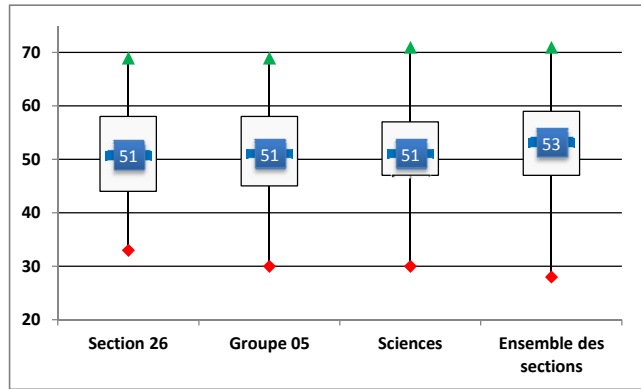 70
60
50
40
30
20
51
51
51
53
Section 26
Groupe 05
Sciences
Ensemble des
sections